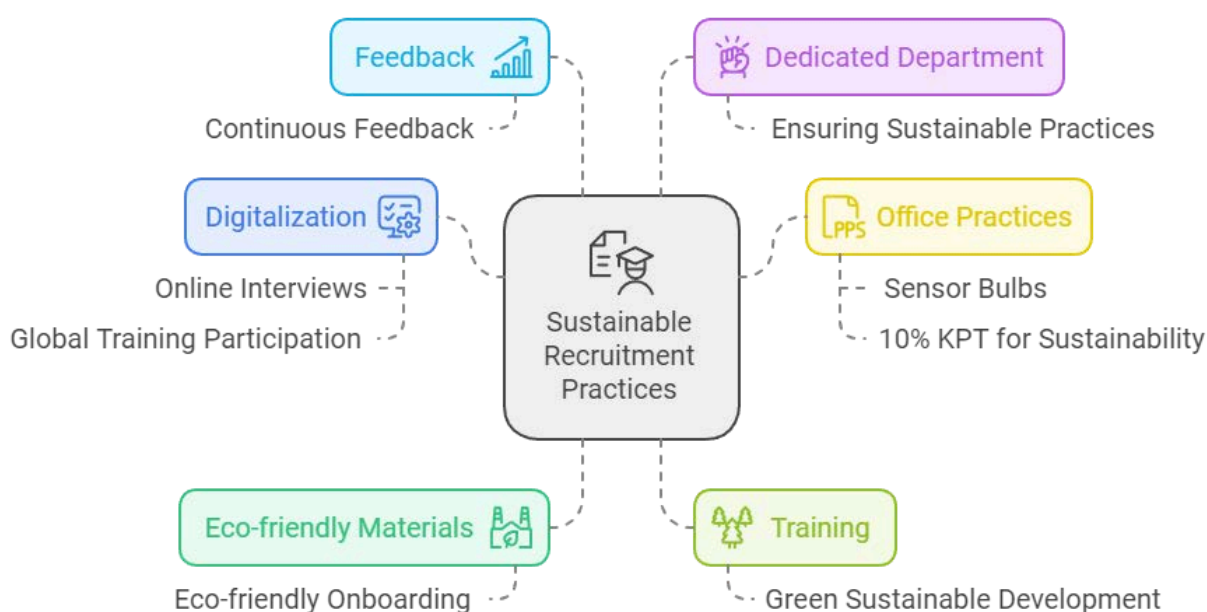 Feedback
Continuous Feedback
Dedicated Department
Ensuring Sustainable Practices
Digitalization
Online Interviews
Global Training Participation
PPS
Office Practices
Sensor Bulbs
10% KPT for Sustainability
Sustainable
Recruitment
Practices
Eco-friendly Materials
Eco-friendly Onboarding
Training
Green Sustainable Development